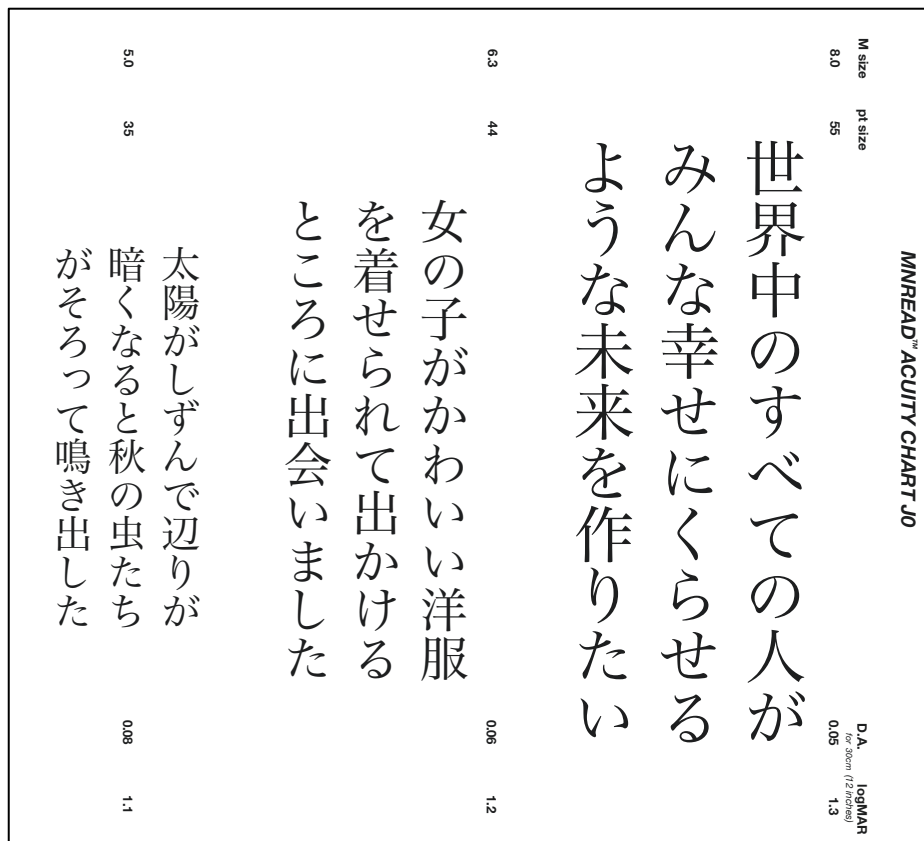 MNREAD™ ACUITY CHART J0
M size pt size D.A. logMAR
for 30cm (12 inches)
8.0 55 0.05 1.3
世界中のすべての人が
みんな幸せにくらせる
ような未来を作りたい
6.3 44 0.06 1.2
女の子がかわいい洋服
を着せられて出かける
ところに出会いました
5.0 35 0.08 1.1
太陽がしずんで辺りが
暗くなると秋の虫たち
がそろって鳴き出した